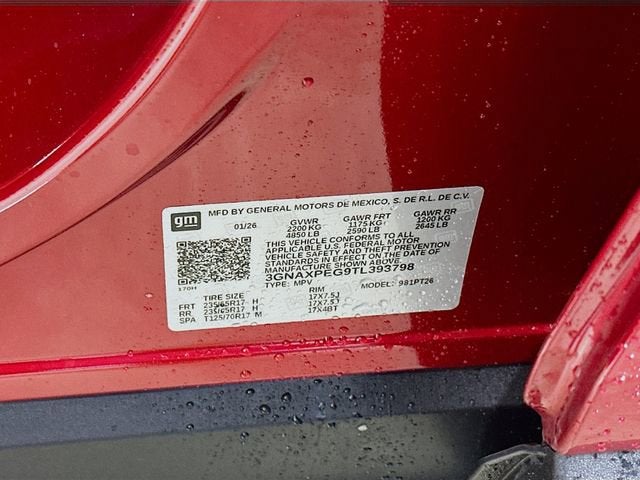 gm MFD BY GENERAL MOTORS DE MEXICO, S. DE R.L. DE C.V.
01/26 GVWR GAWR FRT GAWR RR
2200 KG 1175 KG 1200 KG
4850 LB 2590 LB 2645 LB
THIS VEHICLE CONFORMS TO ALL
APPLICABLE U.S. FEDERAL MOTOR
VEHICLE SAFETY AND THEFT PREVENTION
STANDARDS IN EFFECT ON THE DATE OF
MANUFACTURE SHOWN ABOVE.
3GNAXPEG9TL393798
170H TYPE: MPV MODEL: 981PT26
TIRE SIZE RIM
FRT 235/65R17 H 17X7.5J
RR 235/65R17 H 17X7.5J
SPA T125/70R17 M 17X4BT